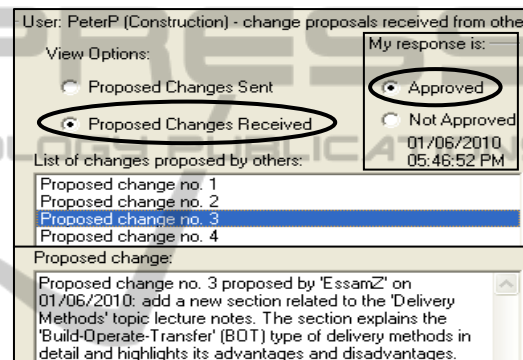 User: PeterP (Construction) - change proposals received from othe
View Options:
Proposed Changes Sent
Proposed Changes Received
My response is:
Approved
Not Approved
01/06/2010
05:46:52 PM
List of changes proposed by others:
Proposed change no. 1
Proposed change no. 2
Proposed change no. 3
Proposed change no. 4
Proposed change:
Proposed change no. 3 proposed by 'EssamZ' on
01/06/2010: add a new section related to the 'Delivery
Methods' topic lecture notes. The section explains the
'Build-Operate-Transfer' (BOT) type of delivery methods in
detail and highlights its advantages and disadvantages.